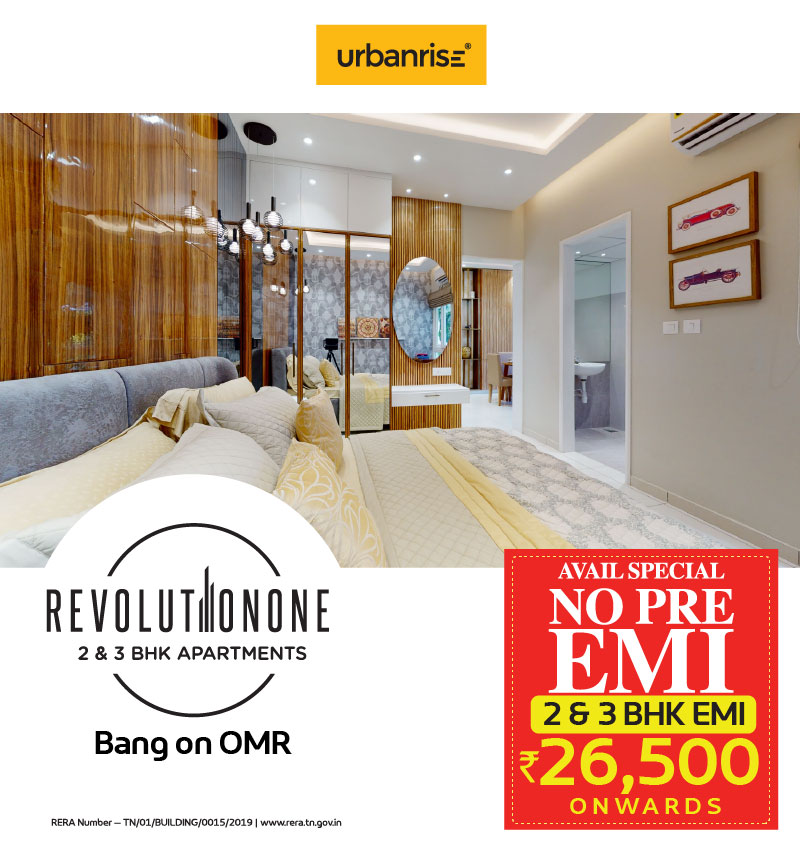 urbanrise®
REVOLUTIONONE
2 & 3 BHK APARTMENTS
Bang on OMR
RERA Number – TN/01/BUILDING/0015/2019 | www.rera.tn.gov.in
AVAIL SPECIAL
NO PRE
EMI
2 & 3 BHK EMI
₹26,500
ONWARDS